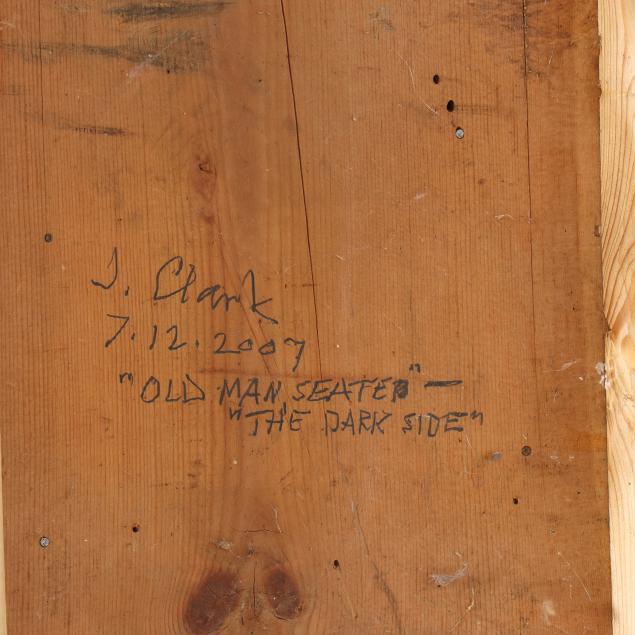 J. Clark
7.12.2007
"OLD MAN SEATED" —
"THE DARK SIDE"